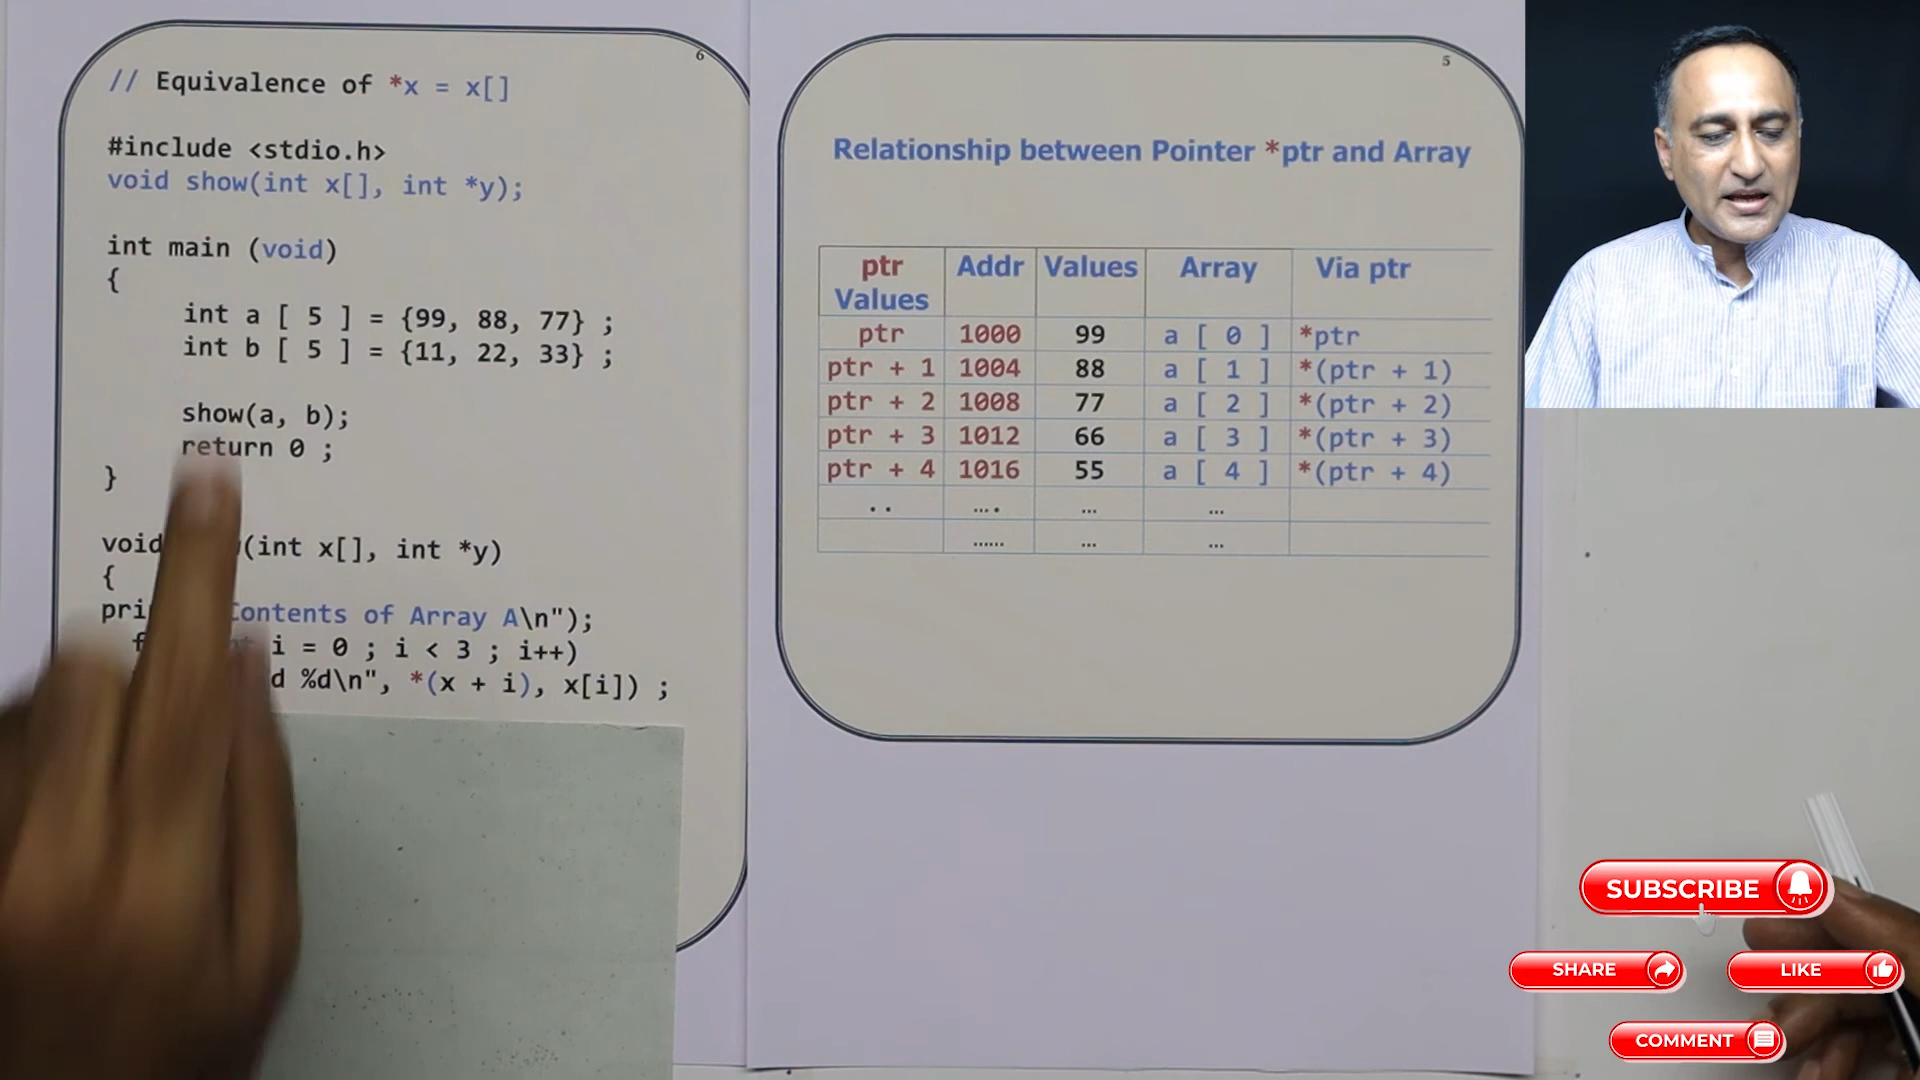 6
// Equivalence of *x = x[]
#include <stdio.h>
void show(int x[], int *y);
int main (void)
{
int a [ 5 ] = {99, 88, 77} ;
int b [ 5 ] = {11, 22, 33} ;
show(a, b);
return 0 ;
}
void (int x[], int *y)
{
Contents of Array A\n");
i = 0 ; i < 3 ; i++)
%d\n", *(x + i), x[i]) ;
5
Relationship between Pointer *ptr and Array
ptr Values Addr Values Array Via ptr
ptr 1000 99 a [ 0 ] *ptr
ptr + 1 1004 88 a [ 1 ] *(ptr + 1)
ptr + 2 1008 77 a [ 2 ] *(ptr + 2)
ptr + 3 1012 66 a [ 3 ] *(ptr + 3)
ptr + 4 1016 55 a [ 4 ] *(ptr + 4)
.. .... ... ...
...... ... ...
SUBSCRIBE
SHARE
LIKE
COMMENT